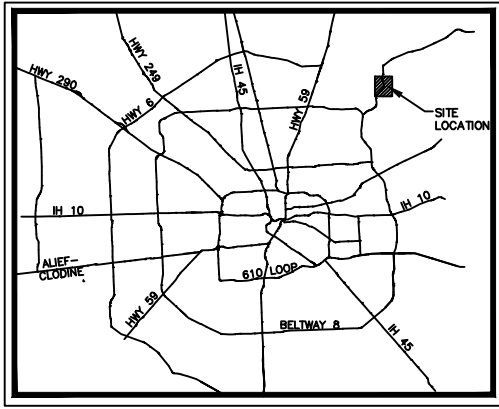 HWY 290
HWY 249
HWY 6
IH 45
HWY 59
SITE
LOCATION
IH 10
IH 10
ALIEF-
CLODINE
610 LOOP
HWY 59
BELTWAY 8
IH 45